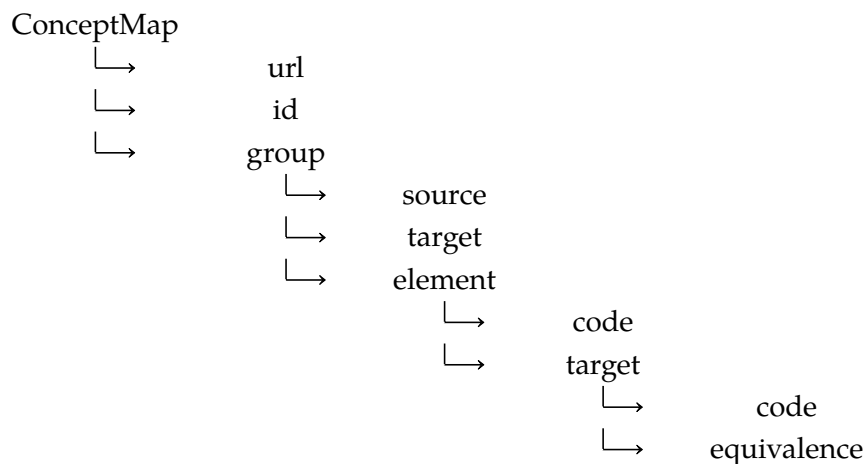 ConceptMap
url
id
group
source
target
element
code
target
code
equivalence